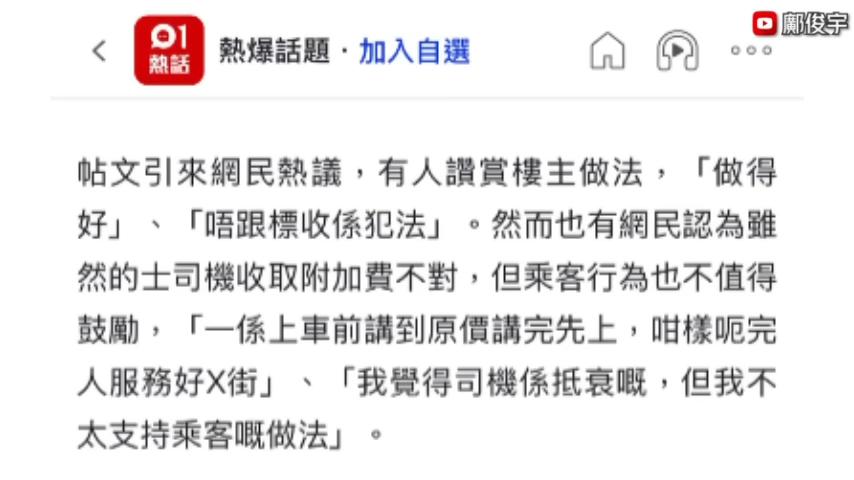 鄺俊宇
01
熱話
熱爆話題·加入自選
帖文引來網民熱議，有人讚賞樓主做法，「做得
好」、「唔跟標收係犯法」。然而也有網民認為雖
然的士司機收取附加費不對，但乘客行為也不值得
鼓勵，「一係上車前講到原價講完先上，咁樣呃完
人服務好X街」、「我覺得司機係抵衰嘅，但我不
太支持乘客嘅做法」。